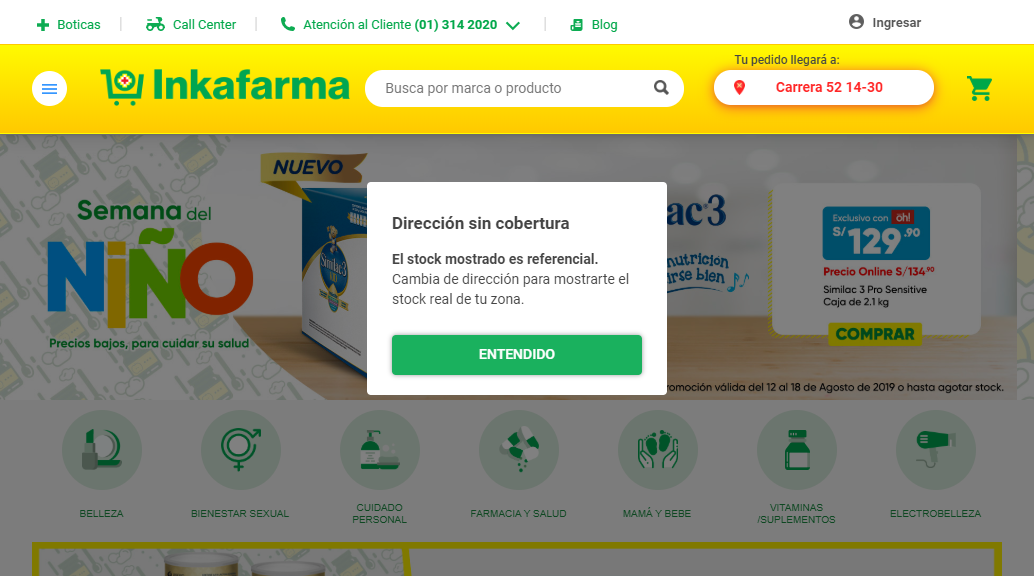 Boticas
Call Center
Atención al Cliente (01) 314 2020
Blog
Ingresar
Inkafarma
Busca por marca o producto
Tu pedido llegará a:
Carrera 52 14-30
NUEVO
Semana del
NIÑO
Precios bajos, para cuidar su salud
Similac 3
Dirección sin cobertura
El stock mostrado es referencial.
Cambia de dirección para mostrarte el
stock real de tu zona.
ENTENDIDO
ac3
nutrición
rse bien
Exclusivo con oh!
S/129.90
Precio Online S/134.90
Similac 3 Pro Sensitive
Caja de 2.1 kg
COMPRAR
romoción válida del 12 al 18 de Agosto de 2019 o hasta agotar stock.
BELLEZA
BIENESTAR SEXUAL
CUIDADO
PERSONAL
FARMACIA Y SALUD
MAMÁ Y BEBE
VITAMINAS
/SUPLEMENTOS
ELECTROBELLEZA